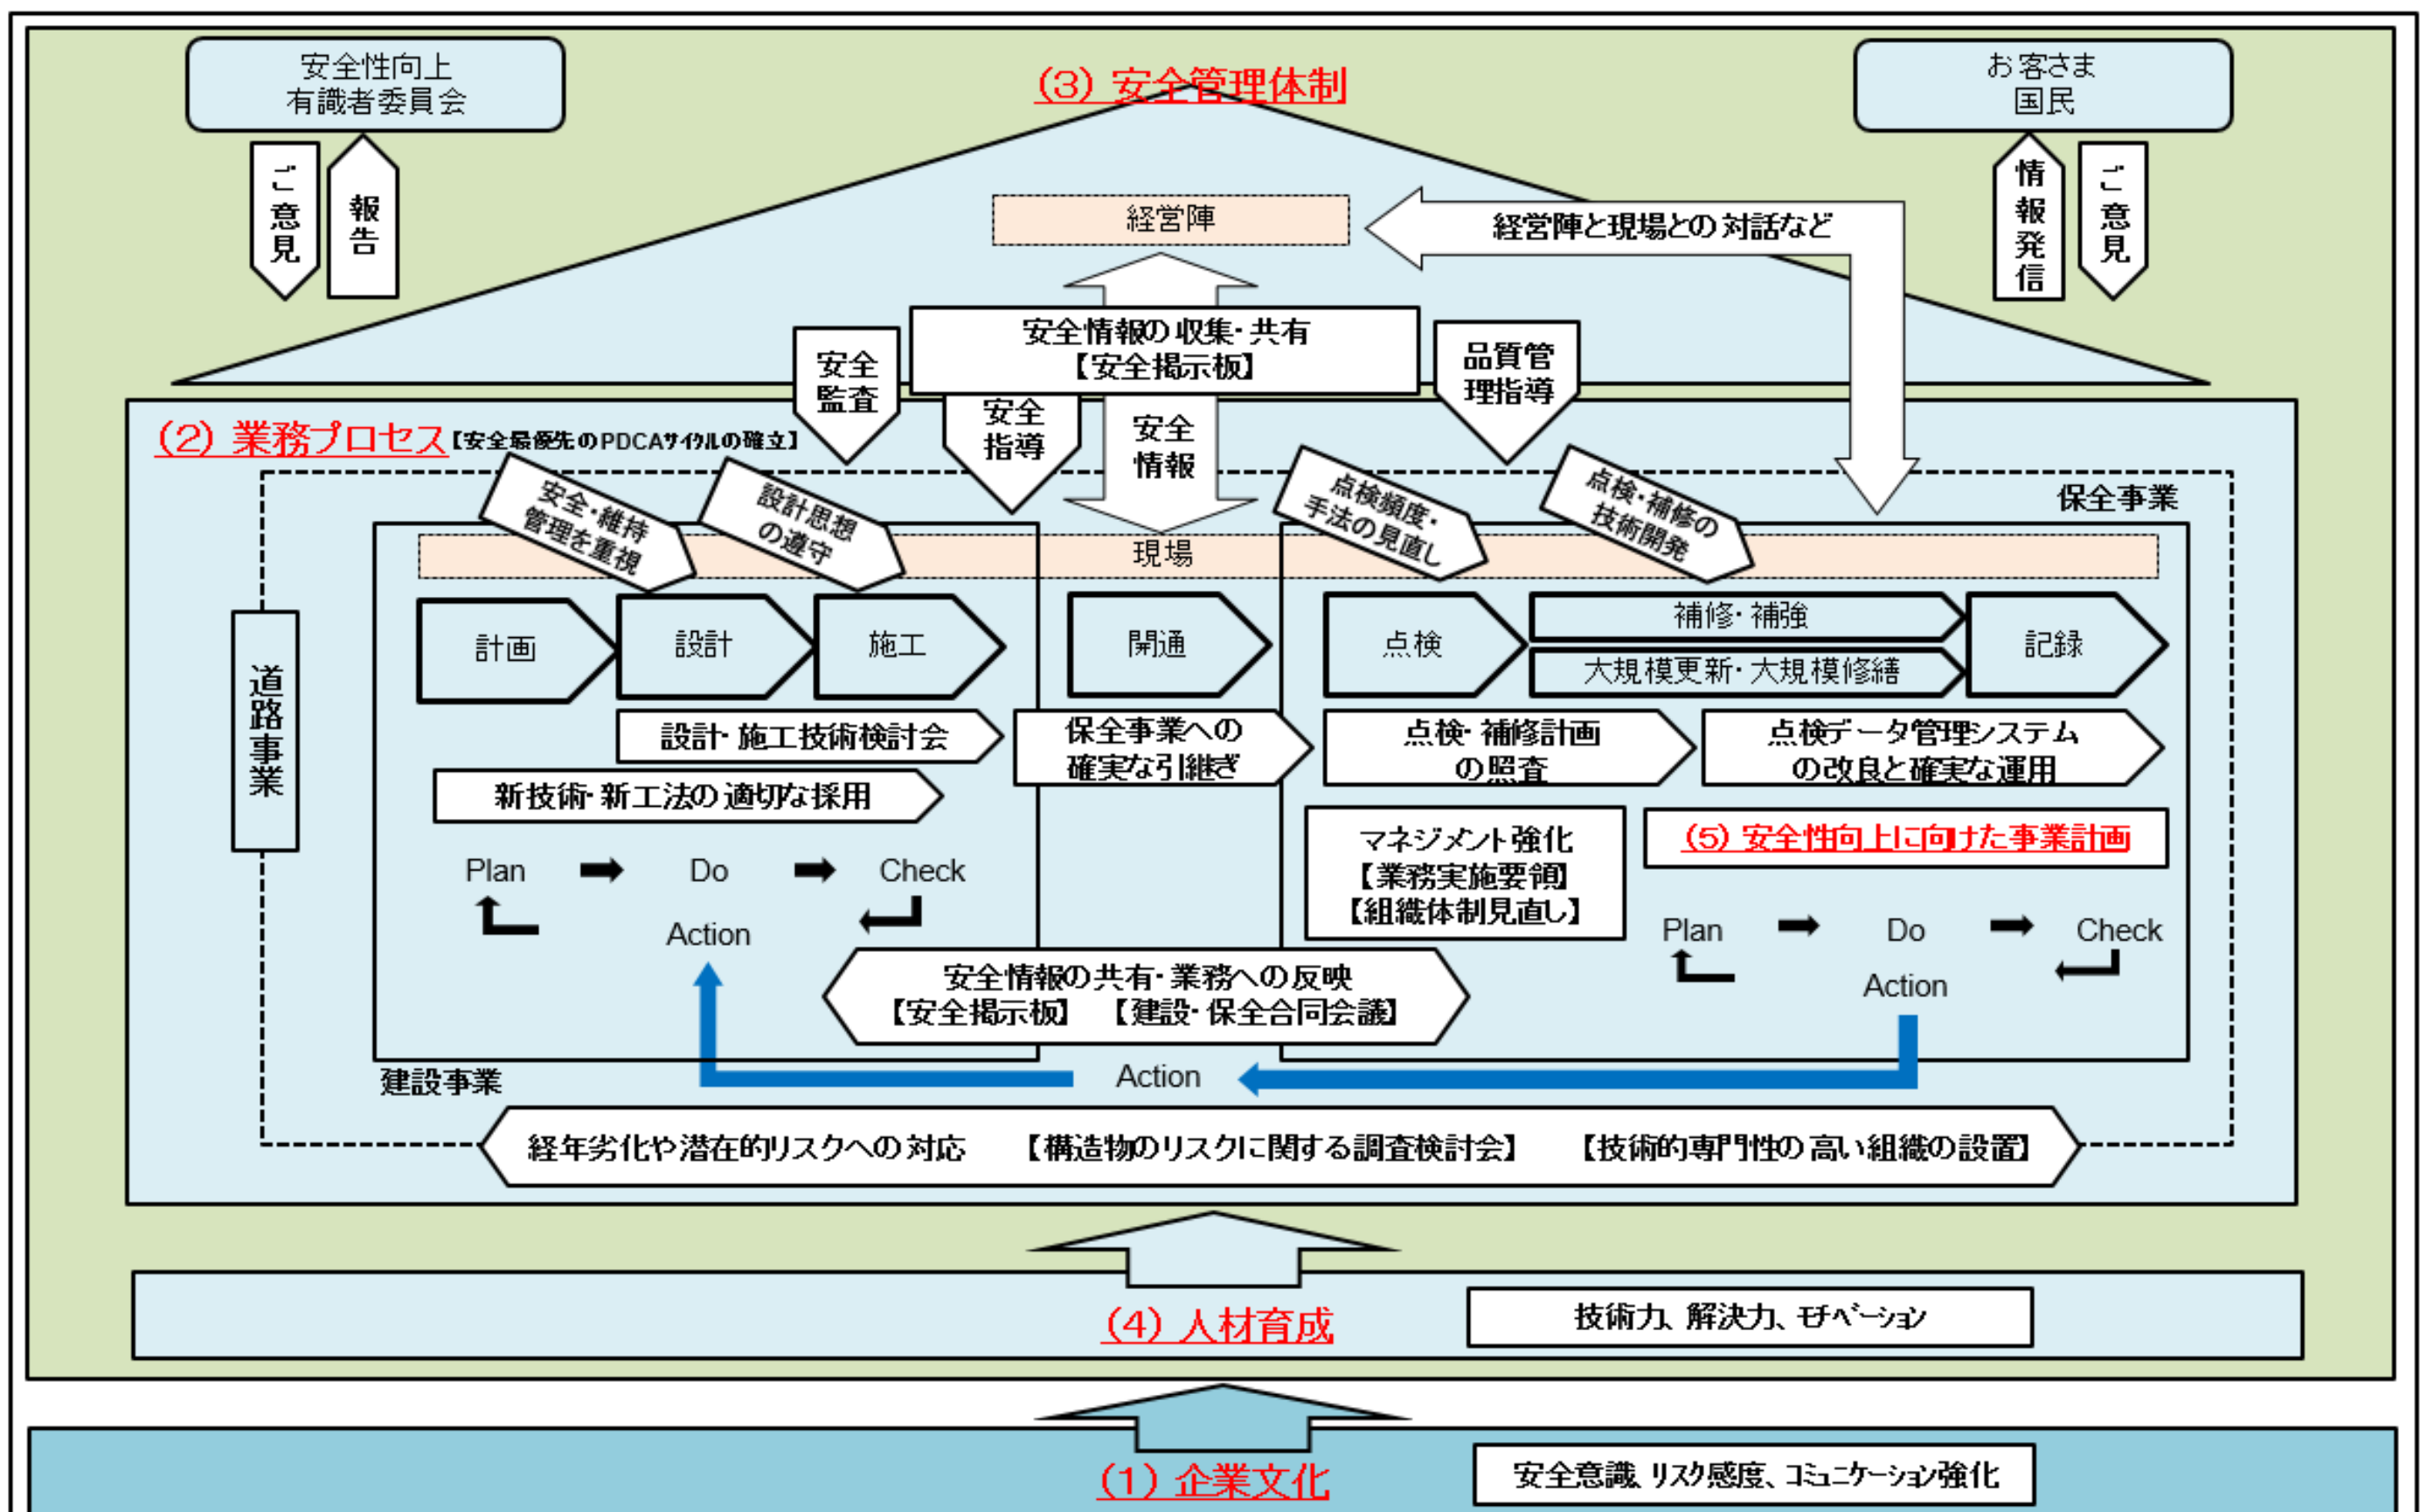 安全性向上
有識者委員会
(3) 安全管理体制
お客さま
国民
ご意見
報告
情報発信
ご意見
経営陣
経営陣と現場との対話など
安全情報の収集・共有
【安全掲示板】
安全
監査
安全
指導
安全
情報
品質管
理指導
(2) 業務プロセス【安全最優先のPDCAサイクルの確立】
安全・維持
管理を重視
設計思想
の遵守
点検頻度・
手法の見直し
点検・補修の
技術開発
保全事業
現場
道路事業
計画
設計
施工
開通
点検
補修・補強
大規模更新・大規模修繕
記録
設計・施工技術検討会
保全事業への
確実な引継ぎ
点検・補修計画
の照査
点検データ管理システム
の改良と確実な運用
新技術・新工法の適切な採用
マネジメント強化
【業務実施要領】
【組織体制見直し】
(5) 安全性向上に向けた事業計画
Plan
Do
Check
Action
Plan
Do
Check
Action
安全情報の共有・業務への反映
【安全掲示板】 【建設・保全合同会議】
建設事業
Action
経年劣化や潜在的リスクへの対応 【構造物のリスクに関する調査検討会】 【技術的専門性の高い組織の設置】
(4) 人材育成
技術力、解決力、モチベーション
(1) 企業文化
安全意識、リスク感度、コミュニケーション強化